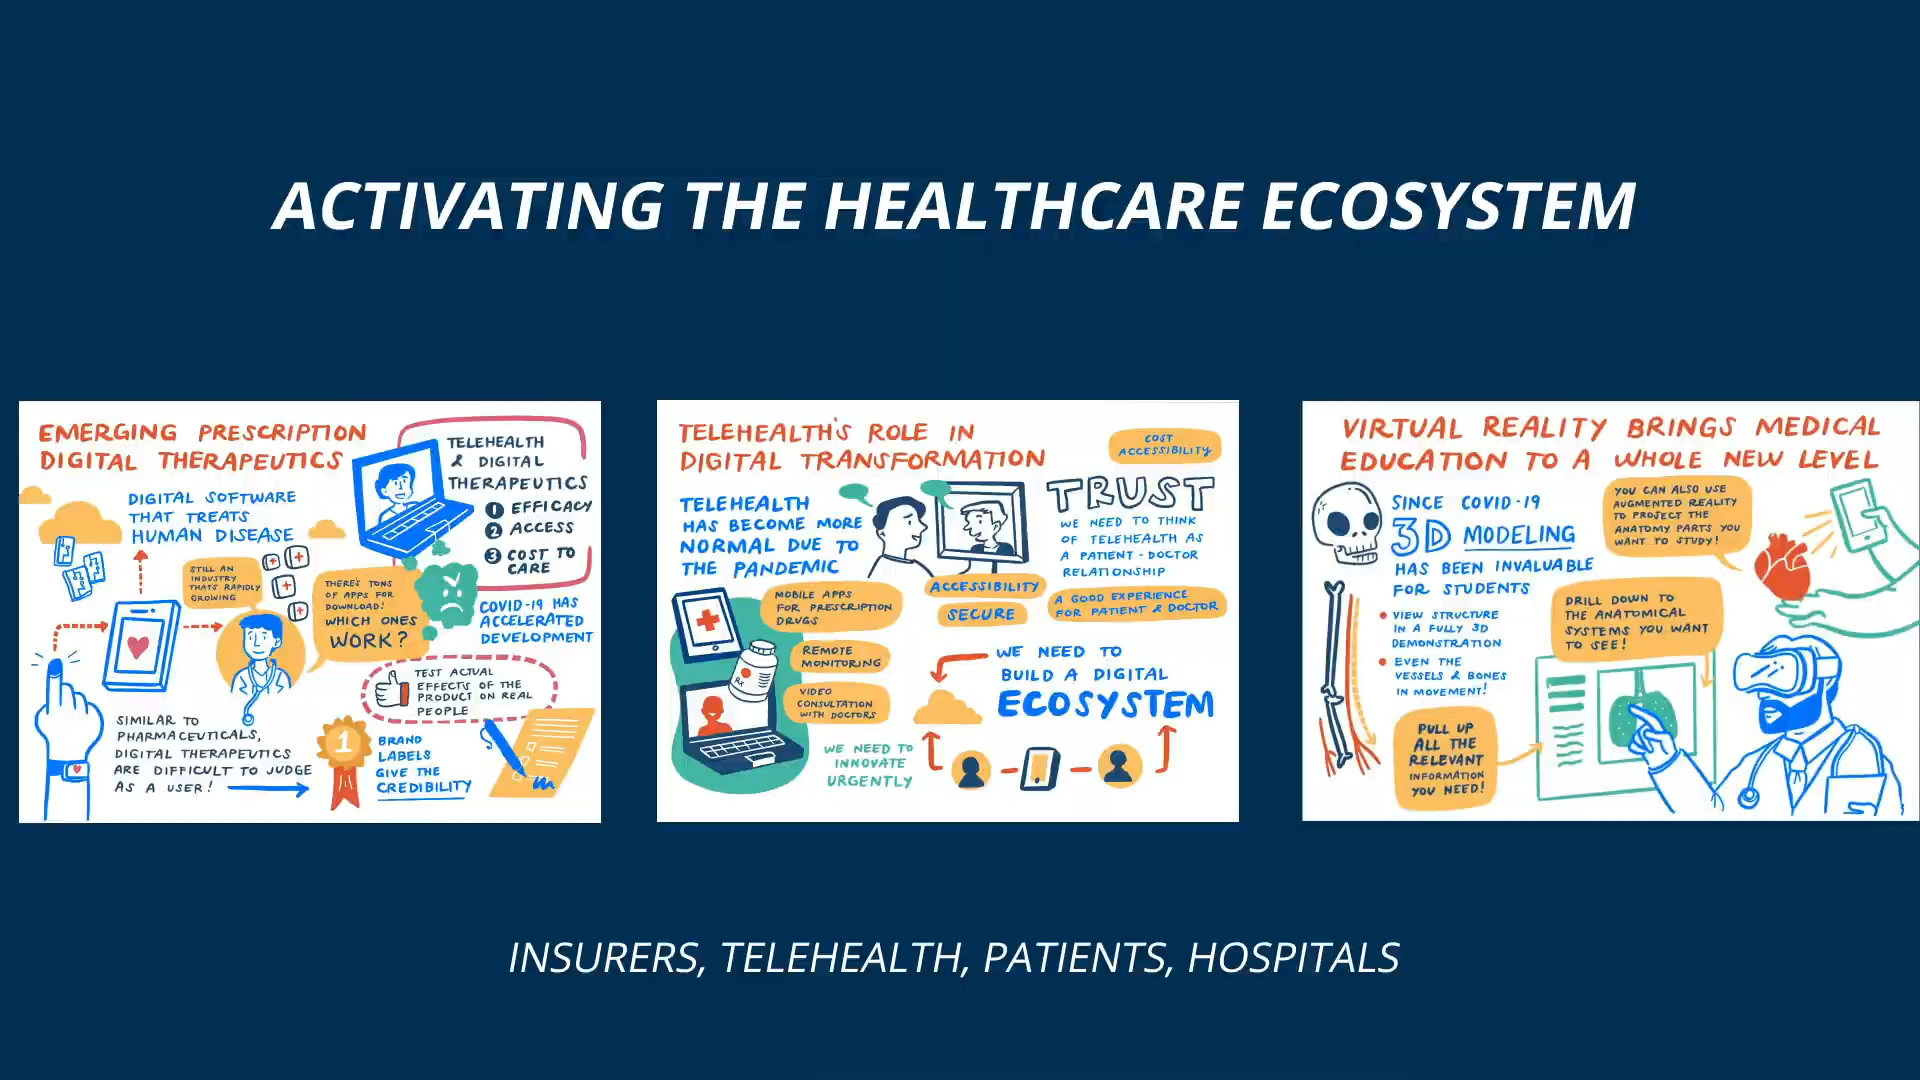 ACTIVATING THE HEALTHCARE ECOSYSTEM
EMERGING PRESCRIPTION
DIGITAL THERAPEUTICS
DIGITAL SOFTWARE
THAT TREATS
HUMAN DISEASE
TELEHEALTH
& DIGITAL
THERAPEUTICS
1 EFFICACY
2 ACCESS
3 COST TO
CARE
STILL AN
INDUSTRY
THATS RAPIDLY
GROWING
THERE'S TONS
OF APPS FOR
DOWNLOAD!
WHICH ONES
WORK?
COVID-19 HAS
ACCELERATED
DEVELOPMENT
TEST ACTUAL
EFFECTS OF THE
PRODUCT ON REAL
PEOPLE
SIMILAR TO
PHARMACEUTICALS,
DIGITAL THERAPEUTICS
ARE DIFFICULT TO JUDGE
AS A USER!
1
BRAND
LABELS
GIVE THE
CREDIBILITY
TELEHEALTH'S ROLE IN
DIGITAL TRANSFORMATION
COST
ACCESSIBILITY
TELEHEALTH
HAS BECOME MORE
NORMAL DUE TO
THE PANDEMIC
TRUST
WE NEED TO THINK
OF TELEHEALTH AS
A PATIENT-DOCTOR
RELATIONSHIP
ACCESSIBILITY
SECURE
A GOOD EXPERIENCE
FOR PATIENT & DOCTOR
MOBILE APPS
FOR PRESCRIPTION
DRUGS
REMOTE
MONITORING
VIDEO
CONSULTATION
WITH DOCTORS
Rx
WE NEED TO
BUILD A DIGITAL
ECOSYSTEM
WE NEED TO
INNOVATE
URGENTLY
VIRTUAL REALITY BRINGS MEDICAL
EDUCATION TO A WHOLE NEW LEVEL
SINCE COVID-19
3D MODELING
HAS BEEN INVALUABLE
FOR STUDENTS
• VIEW STRUCTURE
IN A FULLY 3D
DEMONSTRATION
• EVEN THE
VESSELS & BONES
IN MOVEMENT!
YOU CAN ALSO USE
AUGMENTED REALITY
TO PROJECT THE
ANATOMY PARTS YOU
WANT TO STUDY!
DRILL DOWN TO
THE ANATOMICAL
SYSTEMS YOU WANT
TO SEE!
PULL UP
ALL THE
RELEVANT
INFORMATION
YOU NEED!
INSURERS, TELEHEALTH, PATIENTS, HOSPITALS